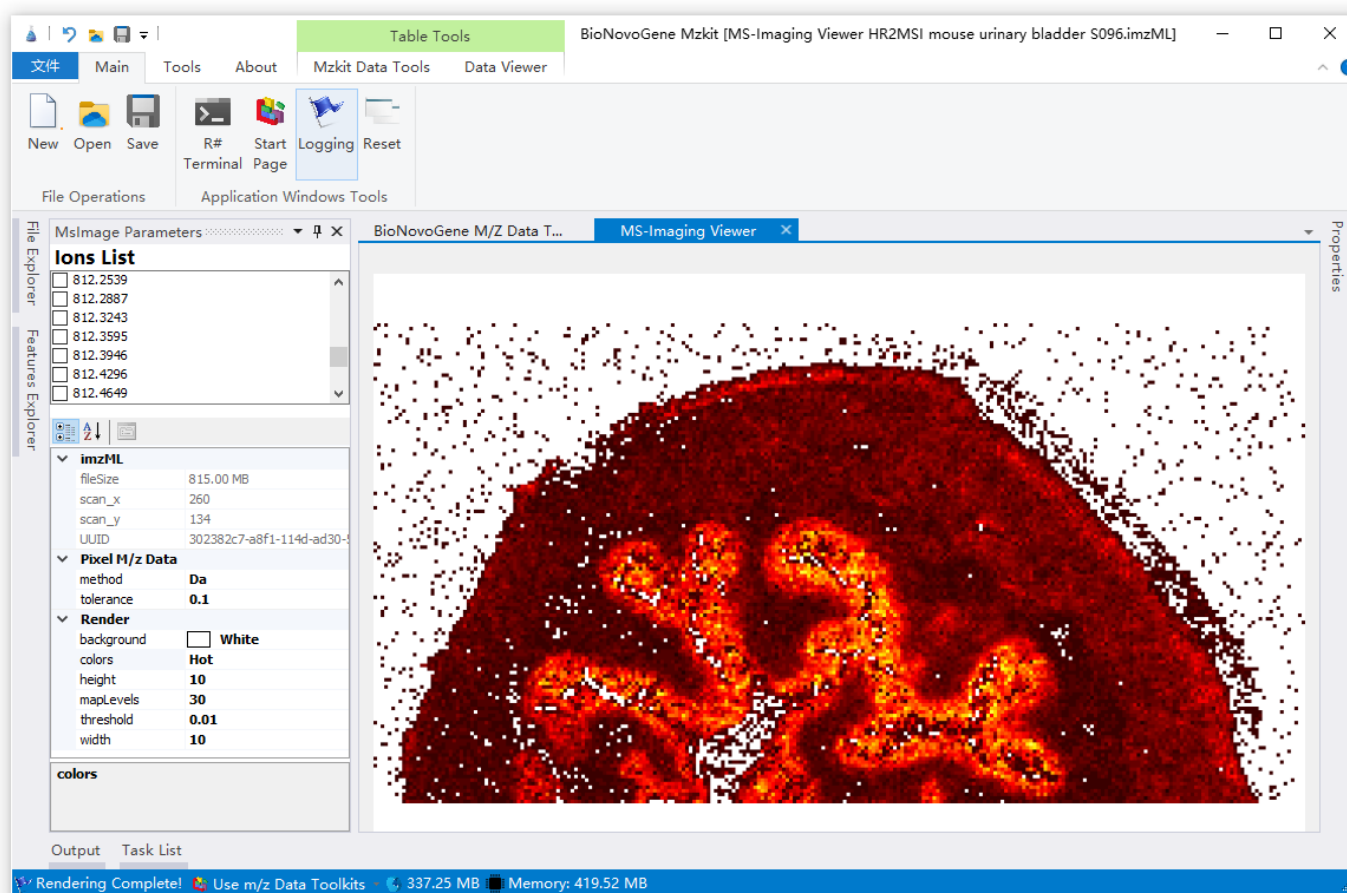 Table Tools
BioNovoGene Mzkit [MS-Imaging Viewer HR2MSI mouse urinary bladder S096.imzML]
文件 Main Tools About Mzkit Data Tools Data Viewer
New Open Save R# Terminal Start Page Logging Reset
File Operations Application Windows Tools
File Explorer
Features Explorer
MsImage Parameters
BioNovoGene M/Z Data T... MS-Imaging Viewer
Properties
Ions List
812.2539
812.2887
812.3243
812.3595
812.3946
812.4296
812.4649
imzML
fileSize 815.00 MB
scan_x 260
scan_y 134
UUID 302382c7-a8f1-114d-ad30-
Pixel M/z Data
method Da
tolerance 0.1
Render
background White
colors Hot
height 10
mapLevels 30
threshold 0.01
width 10
colors
Output Task List
Rendering Complete! Use m/z Data Toolkits 337.25 MB Memory: 419.52 MB